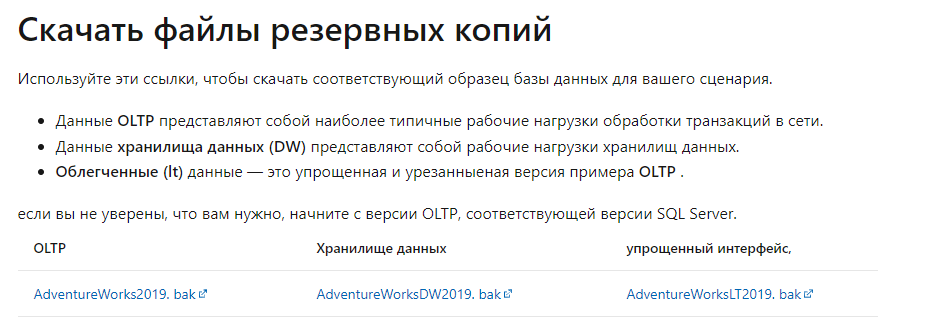 Скачать файлы резервных копий
Используйте эти ссылки, чтобы скачать соответствующий образец базы данных для вашего сценария.
• Данные OLTP представляют собой наиболее типичные рабочие нагрузки обработки транзакций в сети.
• Данные хранилища данных (DW) представляют собой рабочие нагрузки хранилищ данных.
• Облегченные (lt) данные — это упрощенная и урезанныеная версия примера OLTP .
если вы не уверены, что вам нужно, начните с версии OLTP, соответствующей версии SQL Server.
OLTP Хранилище данных упрощенный интерфейс,
AdventureWorks2019. bak AdventureWorksDW2019. bak AdventureWorksLT2019. bak